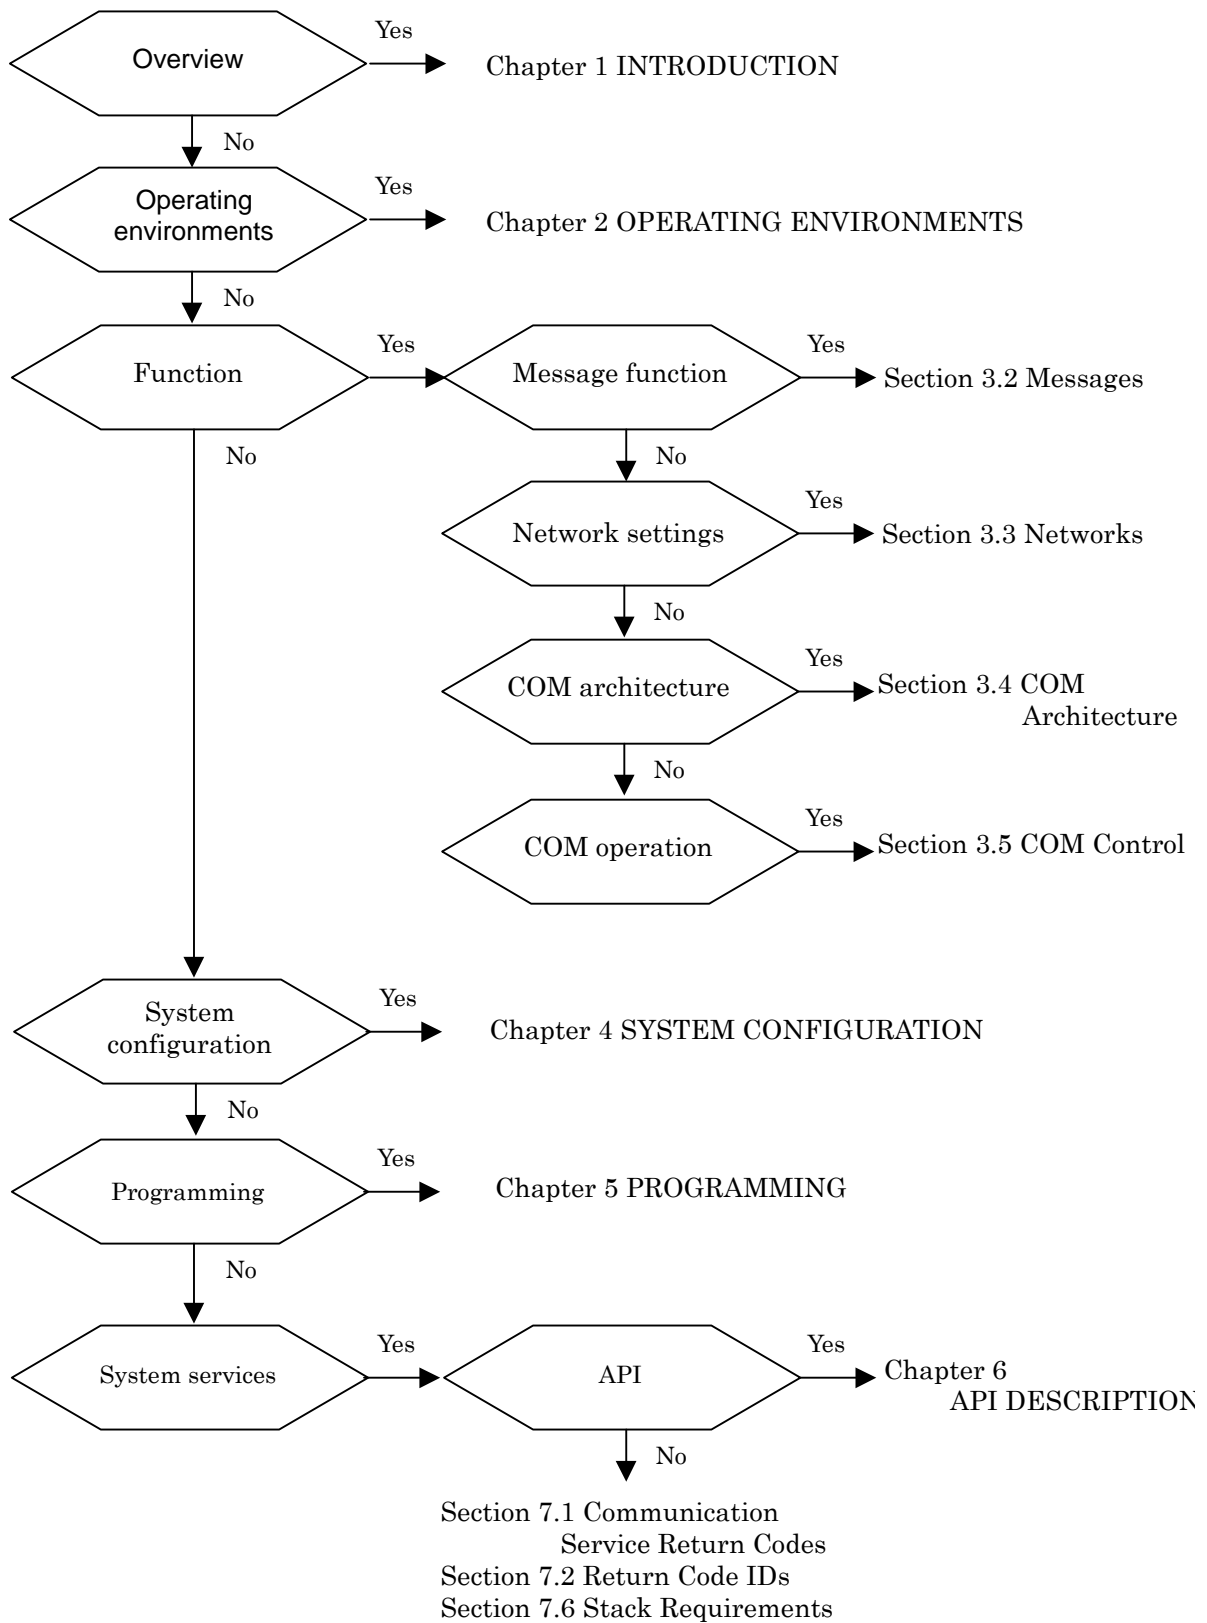 Overview
Yes
Chapter 1 INTRODUCTION
No
Operating
environments
Yes
Chapter 2 OPERATING ENVIRONMENTS
No
Function
Yes
Message function
Yes
Section 3.2 Messages
No
No
Network settings
Yes
Section 3.3 Networks
No
COM architecture
Yes
Section 3.4 COM
Architecture
No
COM operation
Yes
Section 3.5 COM Control
System
configuration
Yes
Chapter 4 SYSTEM CONFIGURATION
No
Programming
Yes
Chapter 5 PROGRAMMING
No
System services
Yes
API
Yes
Chapter 6
API DESCRIPTION
No
Section 7.1 Communication
Service Return Codes
Section 7.2 Return Code IDs
Section 7.6 Stack Requirements